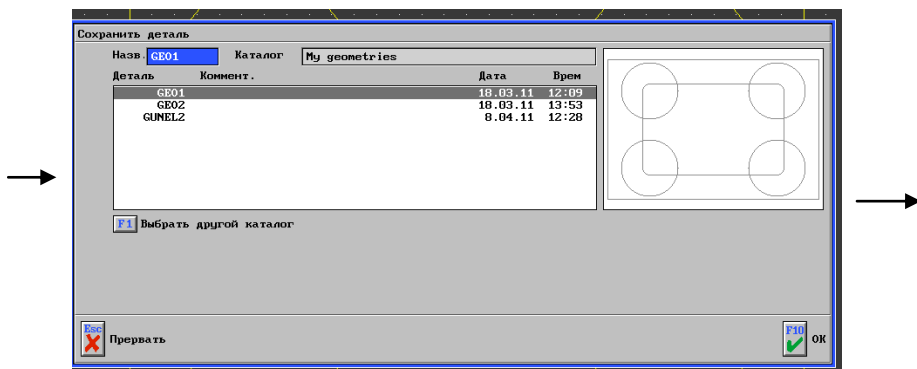 Сохранить деталь
Назв. GEO1 Каталог My geometries
Деталь Коммент. Дата Врем
GEO1 18.03.11 12:09
GEO2 18.03.11 13:53
GUNEL2 8.04.11 12:28
F1 Выбрать другой каталог
Esc Прервать F10 OK